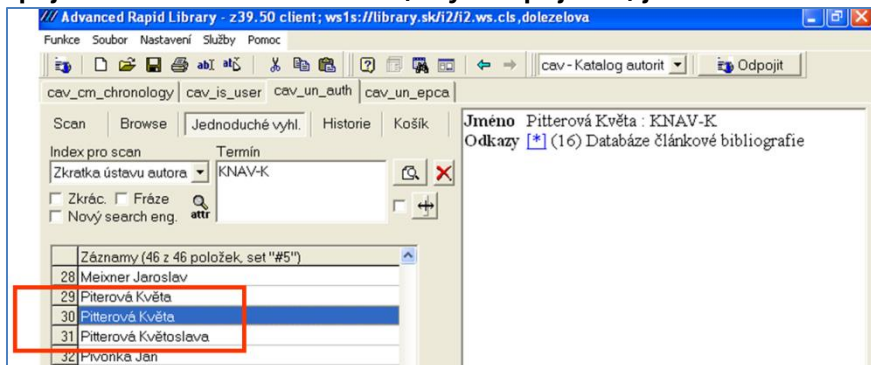 /// Advanced Rapid Library - z39.50 client; ws1s://library.sk/i2/i2.ws.cls,dolezelova
Funkce Soubor Nastavení Služby Pomoc
abI cav - Katalog autorit Odpojit
cav_cm_chronology cav_is_user cav_un_auth cav_un_epca
Scan Browse Jednoduché vyhl. Historie Košík
Index pro scan Termín
Zkratka ústavu autora KNAV-K
Zkrác. Fráze
Nový search eng. attr
Záznamy (46 z 46 položek, set "#5")
28 Meixner Jaroslav
29 Piterová Květa
30 Pitterová Květa
31 Pitterová Květoslava
32 Pivoňka Jan
Jméno Pitterová Květa : KNAV-K
Odkazy [*] (16) Databáze článkové bibliografie